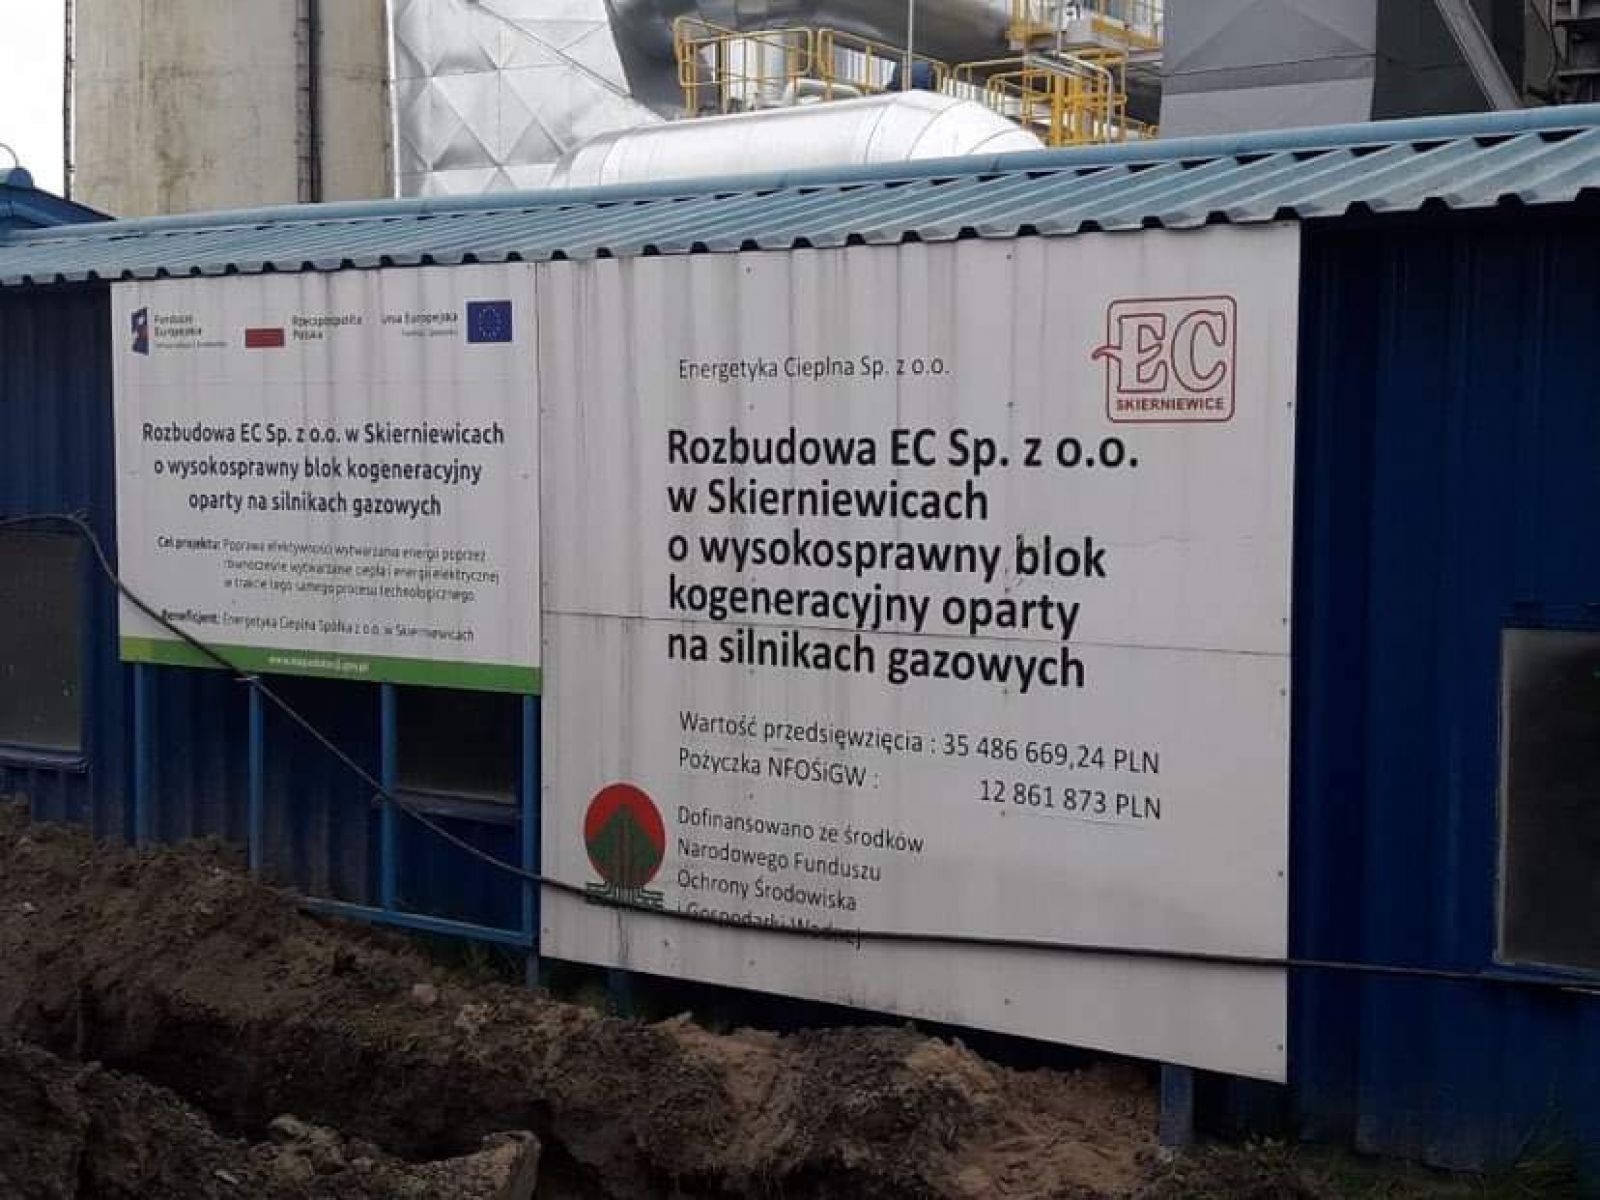 Fundusze
Europejskie
Rzeczpospolita
Polska
Unia Europejska
Rozbudowa EC Sp. z o.o. w Skierniewicach
o wysokosprawny blok kogeneracyjny
oparty na silnikach gazowych
Cel projektu: Poprawa efektywności wytwarzania energii poprzez
równoczesne wytwarzanie ciepła i energii elektrycznej
w trakcie tego samego procesu technologicznego.
Beneficjent: Energetyka Cieplna Spółka z o.o. w Skierniewicach
EC
SKIERNIEWICE
Energetyka Cieplna Sp. z o.o.
Rozbudowa EC Sp. z o.o.
w Skierniewicach
o wysokosprawny blok
kogeneracyjny oparty
na silnikach gazowych
Wartość przedsięwzięcia : 35 486 669,24 PLN
Pożyczka NFOŚiGW : 12 861 873 PLN
Dofinansowano ze środków
Narodowego Funduszu
Ochrony Środowiska
i Gospodarki Wodnej